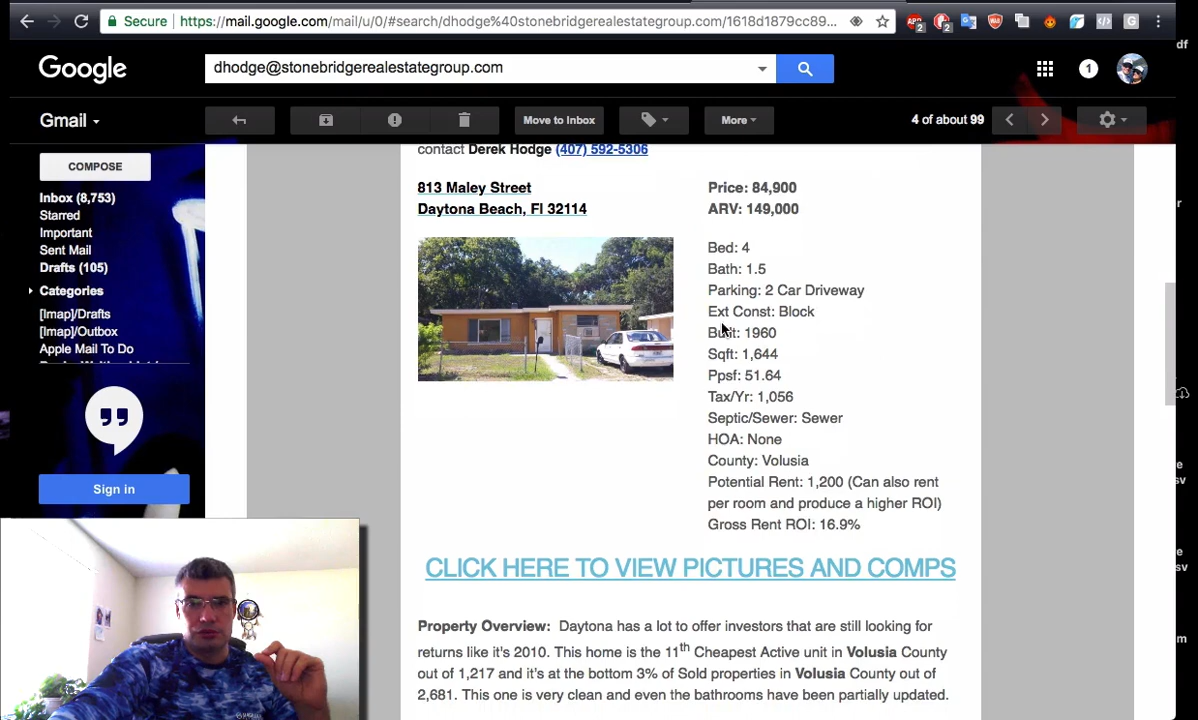 Secure
https://mail.google.com/mail/u/0/#search/dhodge%40stonebridgerealestategroup.com/1618d1879cc89...
2
2
G
df
Google
dhodge@stonebridgerealestategroup.com
1
Gmail
Move to Inbox
More
4 of about 99
COMPOSE
Inbox (8,753)
Starred
Important
Sent Mail
Drafts (105)
Categories
[Imap]/Drafts
[Imap]/Outbox
Apple Mail To Do
Sign in
contact Derek Hodge (407) 592-5306
813 Maley Street
Daytona Beach, Fl 32114
Price: 84,900
ARV: 149,000
Bed: 4
Bath: 1.5
Parking: 2 Car Driveway
Ext Const: Block
Built: 1960
Sqft: 1,644
Ppsf: 51.64
Tax/Yr: 1,056
Septic/Sewer: Sewer
HOA: None
County: Volusia
Potential Rent: 1,200 (Can also rent
per room and produce a higher ROI)
Gross Rent ROI: 16.9%
CLICK HERE TO VIEW PICTURES AND COMPS
Property Overview: Daytona has a lot to offer investors that are still looking for
returns like it's 2010. This home is the 11th Cheapest Active unit in Volusia County
out of 1,217 and it's at the bottom 3% of Sold properties in Volusia County out of
2,681. This one is very clean and even the bathrooms have been partially updated.